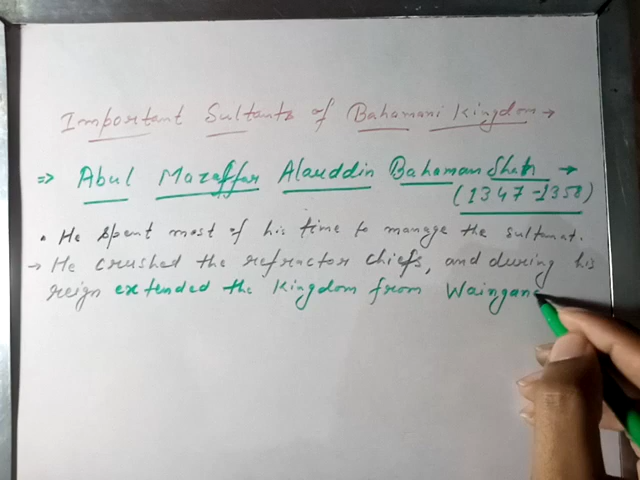 Important Sultants of Bahamani Kingdom →
⇒ Abul Mozaffar Alauddin Bahaman Shah →
(1347-1358)
• He spent most of his time to manage the sultanat.
→ He crushed the refractor chiefs, and during his
reign extended the Kingdom from Waingang